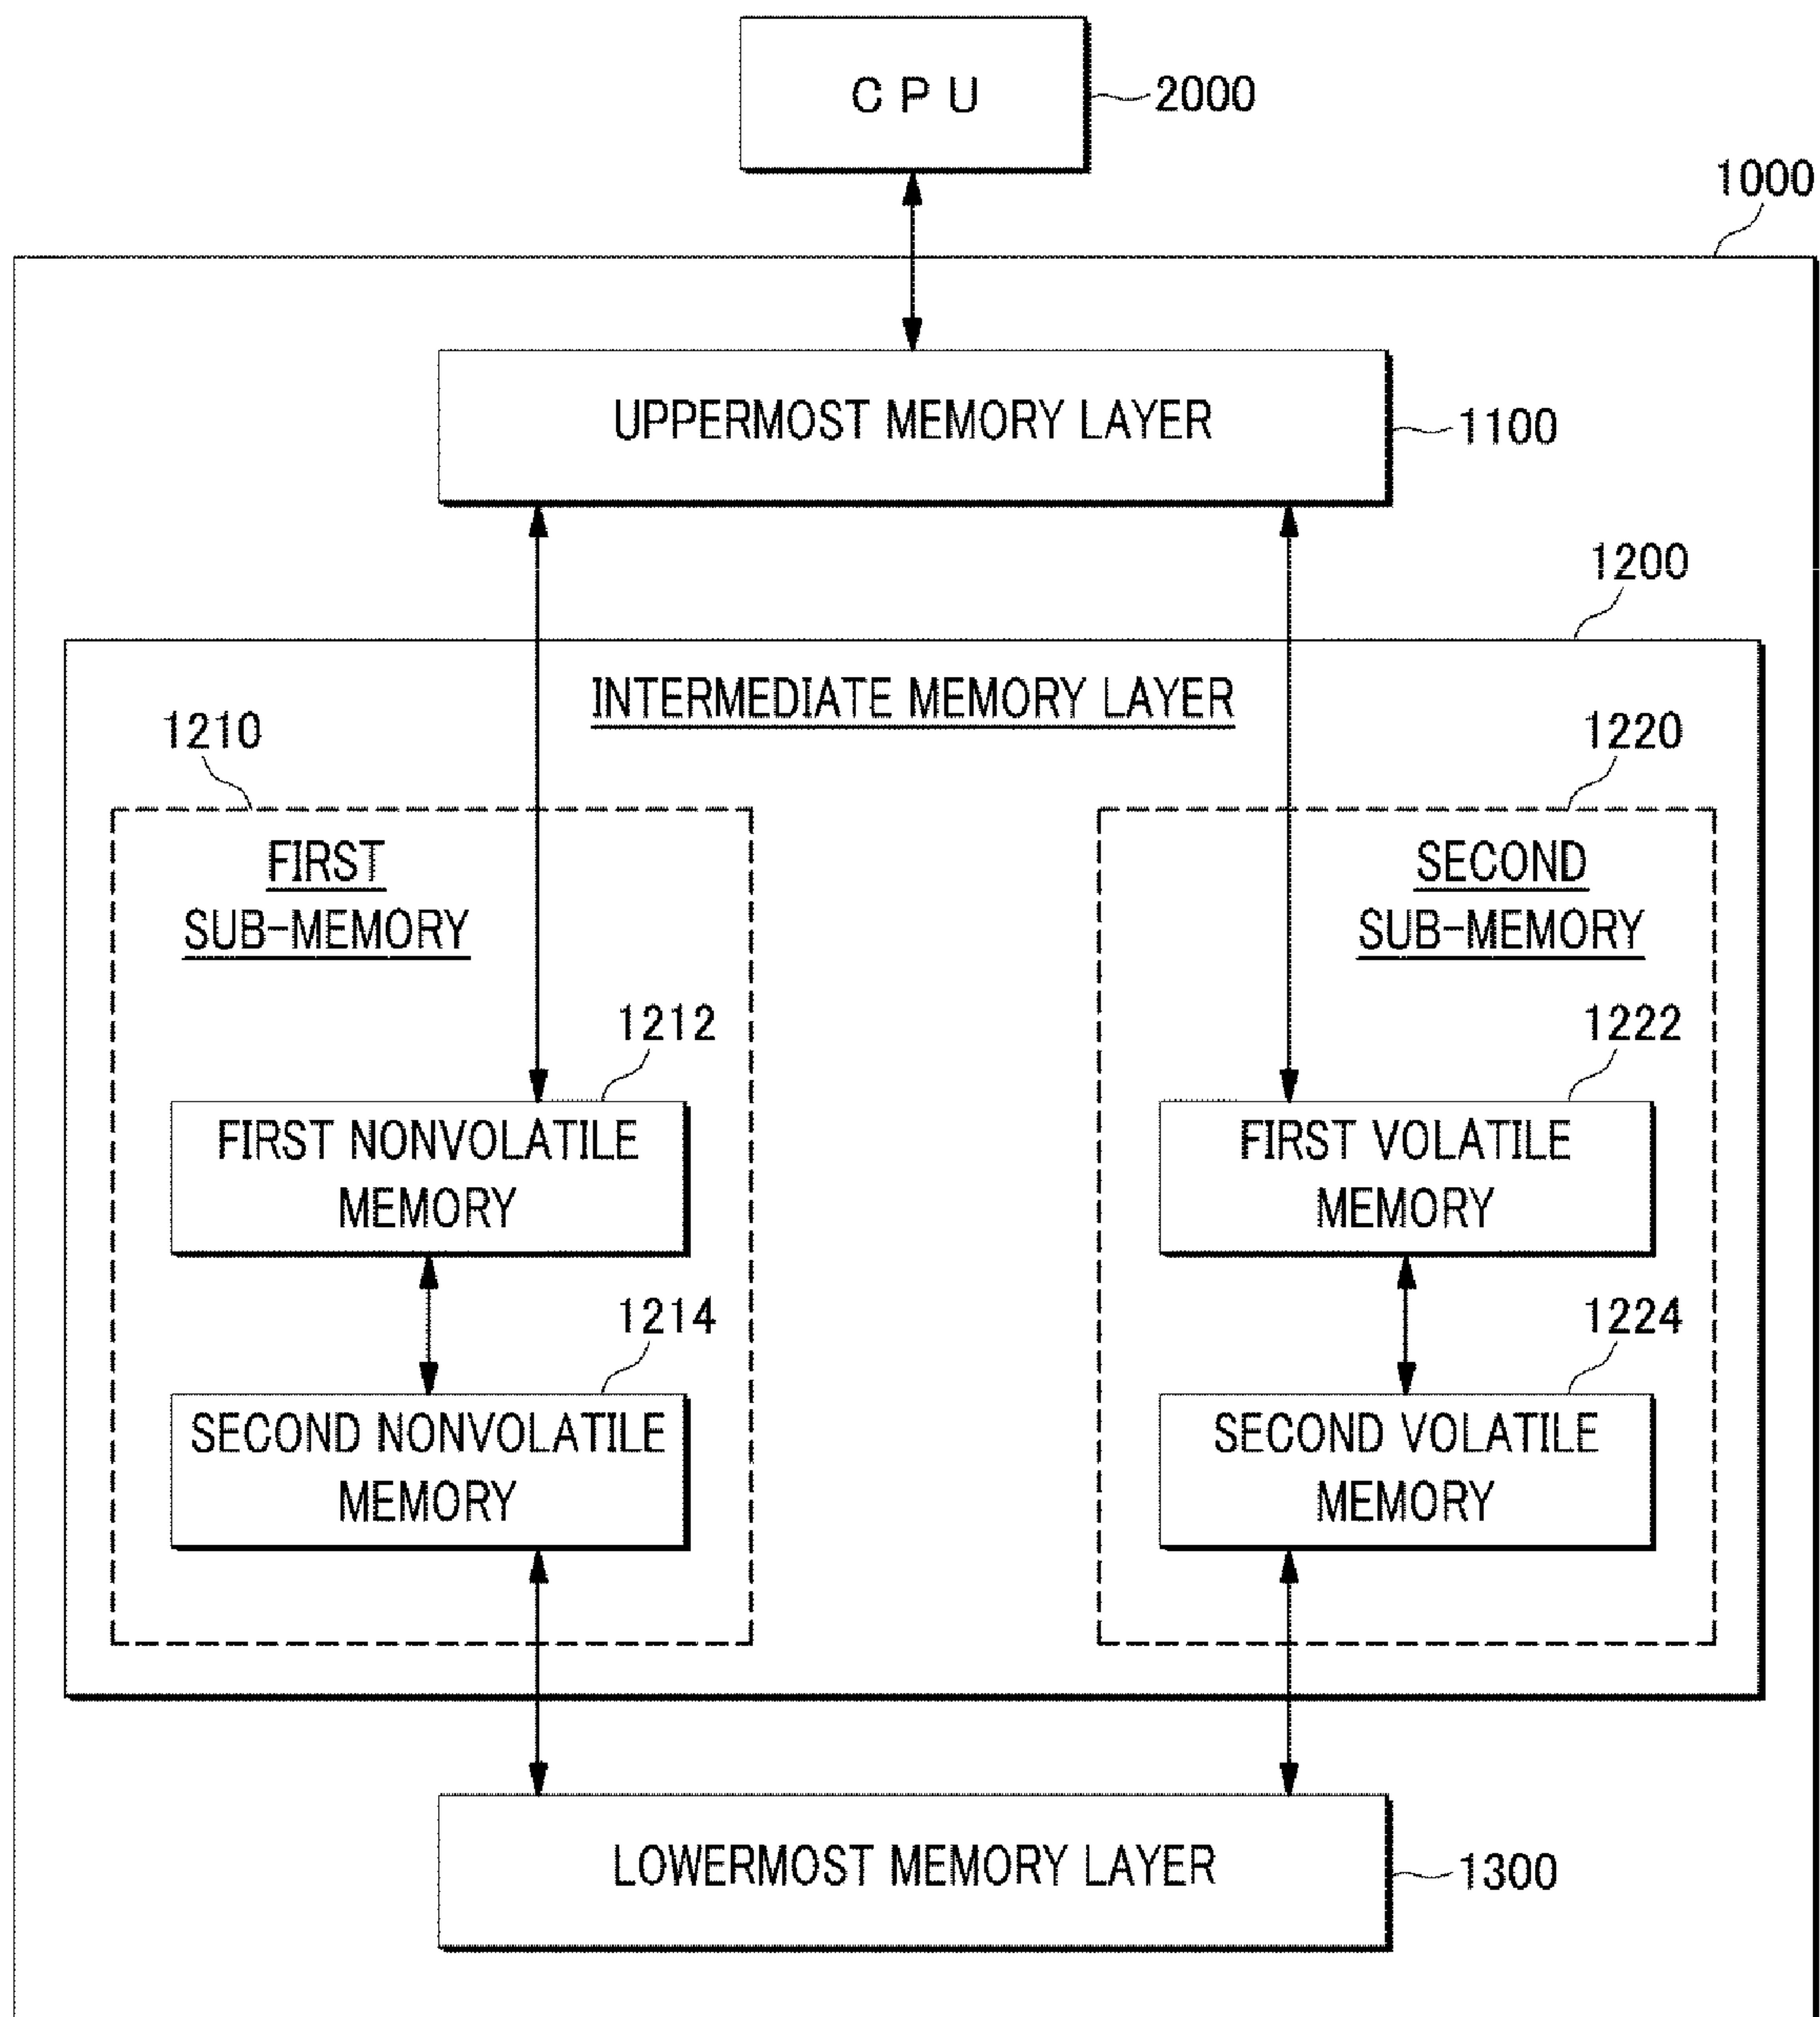 CPU
2000
1000
UPPERMOST MEMORY LAYER
1100
1200
INTERMEDIATE MEMORY LAYER
1210
1220
FIRST
SUB-MEMORY
SECOND
SUB-MEMORY
1212
1222
FIRST NONVOLATILE
MEMORY
FIRST VOLATILE
MEMORY
1214
1224
SECOND NONVOLATILE
MEMORY
SECOND VOLATILE
MEMORY
LOWERMOST MEMORY LAYER
1300